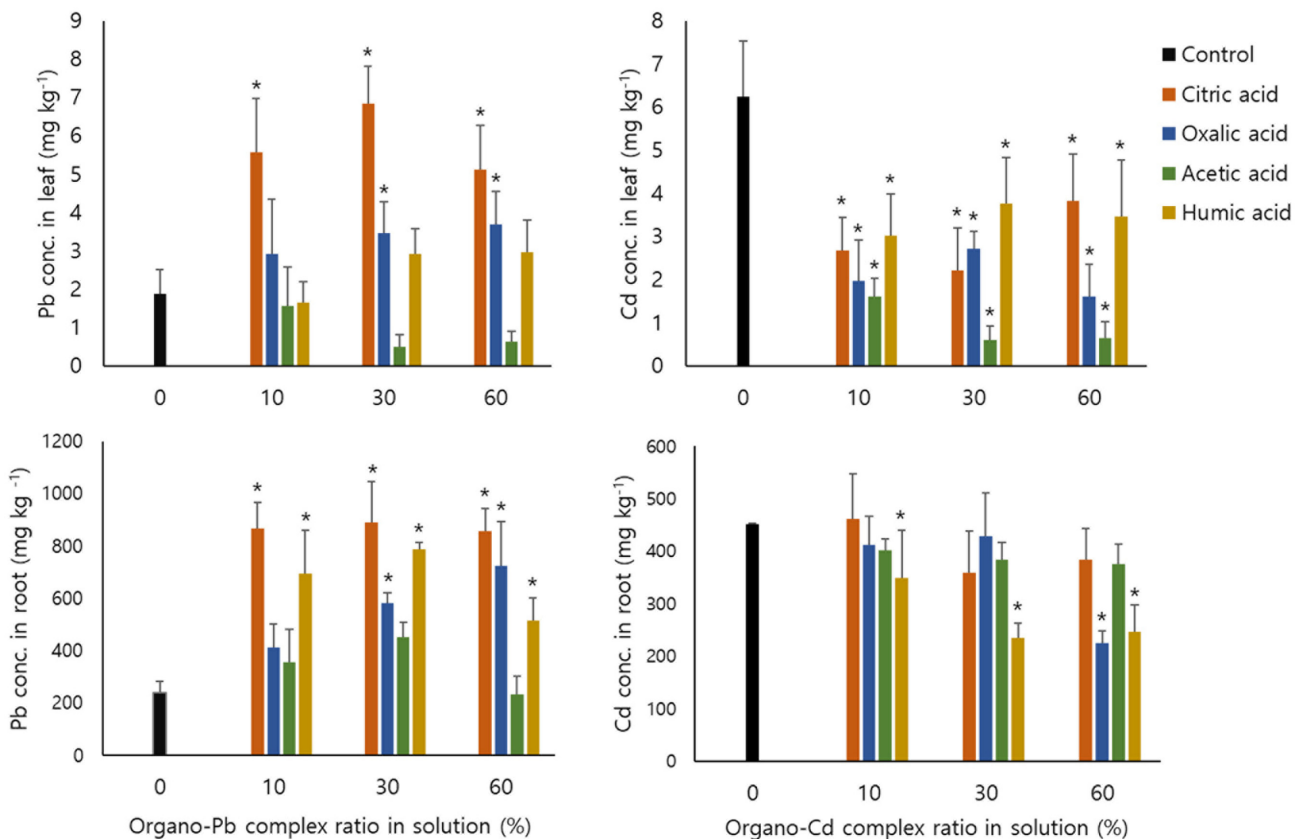 Pb conc. in leaf (mg kg⁻¹)
9
8
7
6
5
4
3
2
1
0
* * * * *
0 10 30 60
Cd conc. in leaf (mg kg⁻¹)
8
7
6
5
4
3
2
1
0
* * * * * * * * * * * *
0 10 30 60
Control
Citric acid
Oxalic acid
Acetic acid
Humic acid
Pb conc. in root (mg kg ⁻¹)
1200
1000
800
600
400
200
0
* * * * * * * *
0 10 30 60
Organo-Pb complex ratio in solution (%)
Cd conc. in root (mg kg⁻¹)
600
500
400
300
200
100
0
* * * *
0 10 30 60
Organo-Cd complex ratio in solution (%)